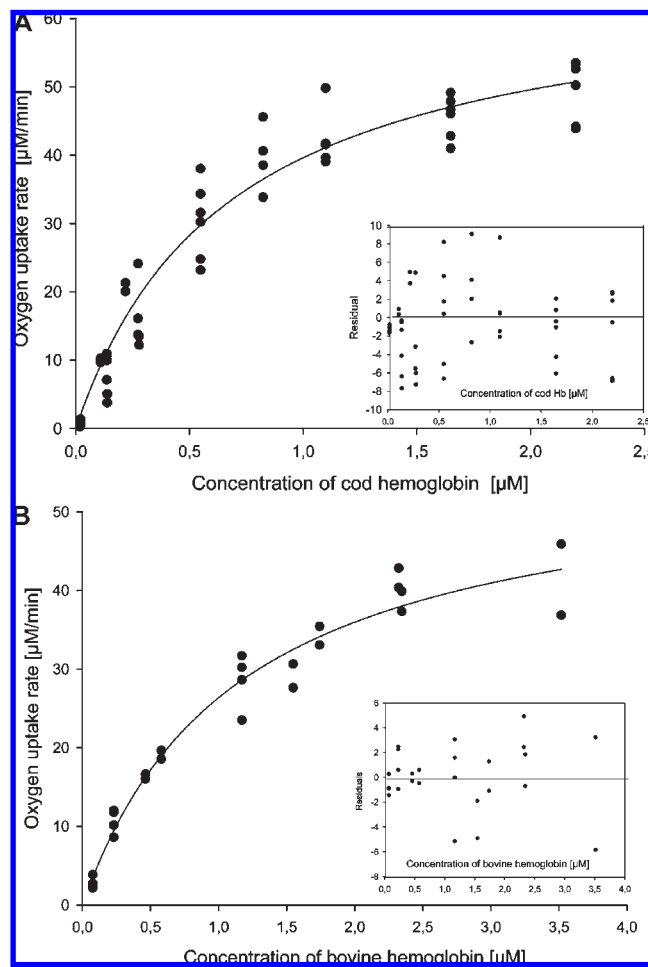 A
60
50
40
30
20
10
0
Oxygen uptake rate [µM/min]
0,0 0,5 1,0 1,5 2,0 2,5
Concentration of cod hemoglobin [µM]
10
8
6
4
2
0
-2
-4
-6
-8
-10
Residual
Concentration of cod Hb [µM]
0,0 0,5 1,0 1,5 2,0 2,5
B
50
40
30
20
10
0
Oxygen uptake rate [µM/min]
0,0 0,5 1,0 1,5 2,0 2,5 3,0 3,5 4,0
Concentration of bovine hemoglobin [µM]
6
4
2
0
-2
-4
-6
-8
Residuals
Concentration of bovine hemoglobin [µM]
0,0 0,5 1,0 1,5 2,0 2,5 3,0 3,5 4,0